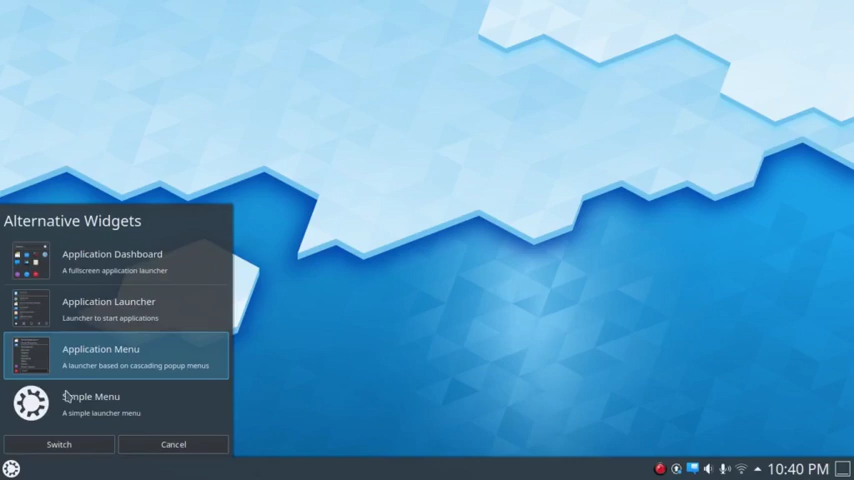 Alternative Widgets
Application Dashboard
A fullscreen application launcher
Application Launcher
Launcher to start applications
Application Menu
A launcher based on cascading popup menus
Simple Menu
A simple launcher menu
Switch
Cancel
10:40 PM